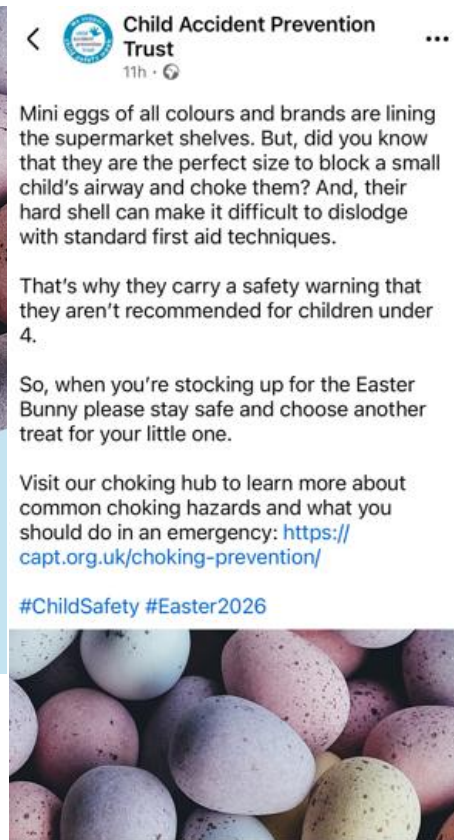 Child Accident Prevention
Trust
11h ·
Mini eggs of all colours and brands are lining
the supermarket shelves. But, did you know
that they are the perfect size to block a small
child's airway and choke them? And, their
hard shell can make it difficult to dislodge
with standard first aid techniques.
That's why they carry a safety warning that
they aren't recommended for children under
4.
So, when you're stocking up for the Easter
Bunny please stay safe and choose another
treat for your little one.
Visit our choking hub to learn more about
common choking hazards and what you
should do in an emergency: https://
capt.org.uk/choking-prevention/
#ChildSafety #Easter2026